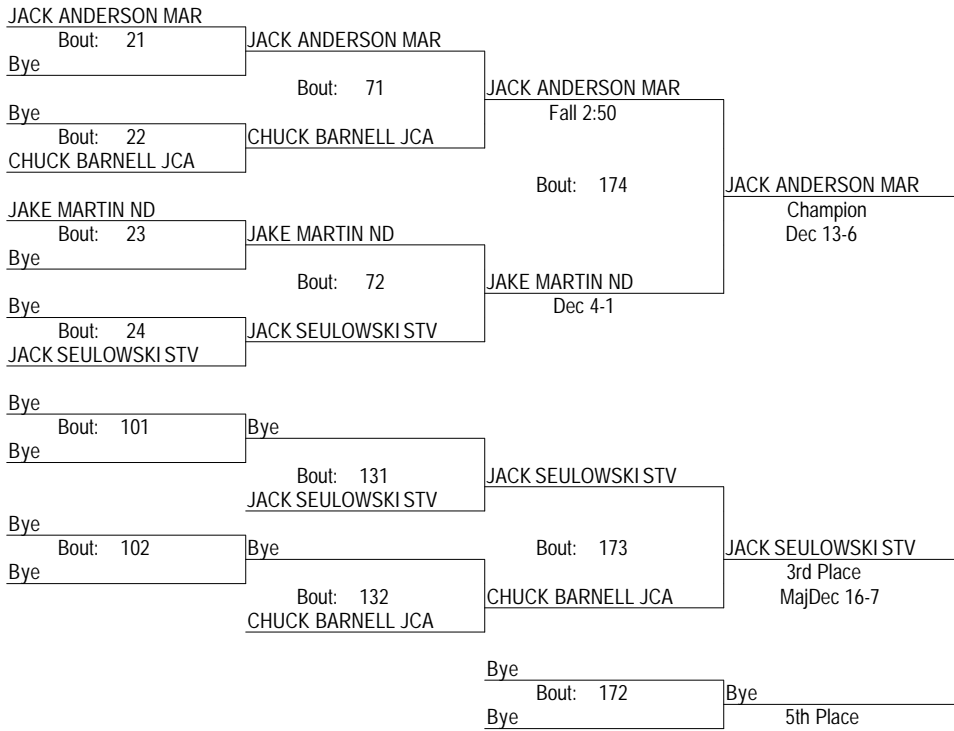 JACK ANDERSON MAR
Bout: 21
Bye
JACK ANDERSON MAR
Bout: 71
Bye
Bout: 22
CHUCK BARNELL JCA
CHUCK BARNELL JCA
JACK ANDERSON MAR
Fall 2:50
Bout: 174
JACK ANDERSON MAR
Champion
Dec 13-6
JAKE MARTIN ND
Bout: 23
Bye
JAKE MARTIN ND
Bout: 72
Bye
Bout: 24
JACK SEULOWSKI STV
JACK SEULOWSKI STV
JAKE MARTIN ND
Dec 4-1
Bye
Bout: 101
Bye
Bye
Bout: 131
JACK SEULOWSKI STV
JACK SEULOWSKI STV
Bye
Bout: 102
Bye
Bye
Bout: 132
CHUCK BARNELL JCA
CHUCK BARNELL JCA
Bout: 173
JACK SEULOWSKI STV
3rd Place
MajDec 16-7
Bye
Bout: 172
Bye
Bye
5th Place